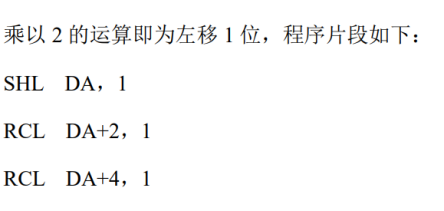 乘以 2 的运算即为左移 1 位，程序片段如下：
SHL DA，1
RCL DA+2，1
RCL DA+4，1